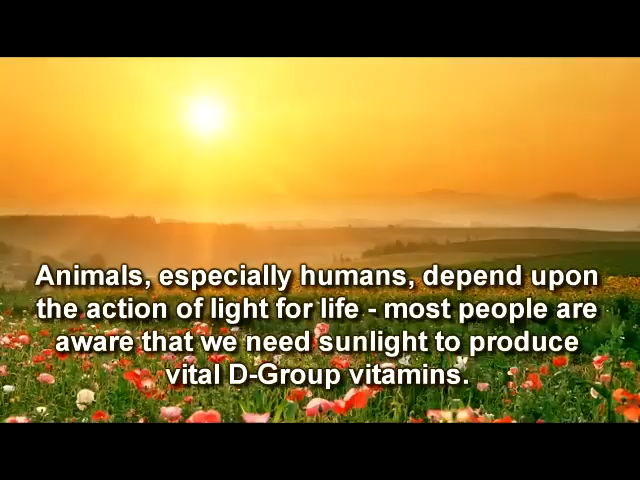 Animals, especially humans, depend upon
the action of light for life - most people are
aware that we need sunlight to produce
vital D-Group vitamins.